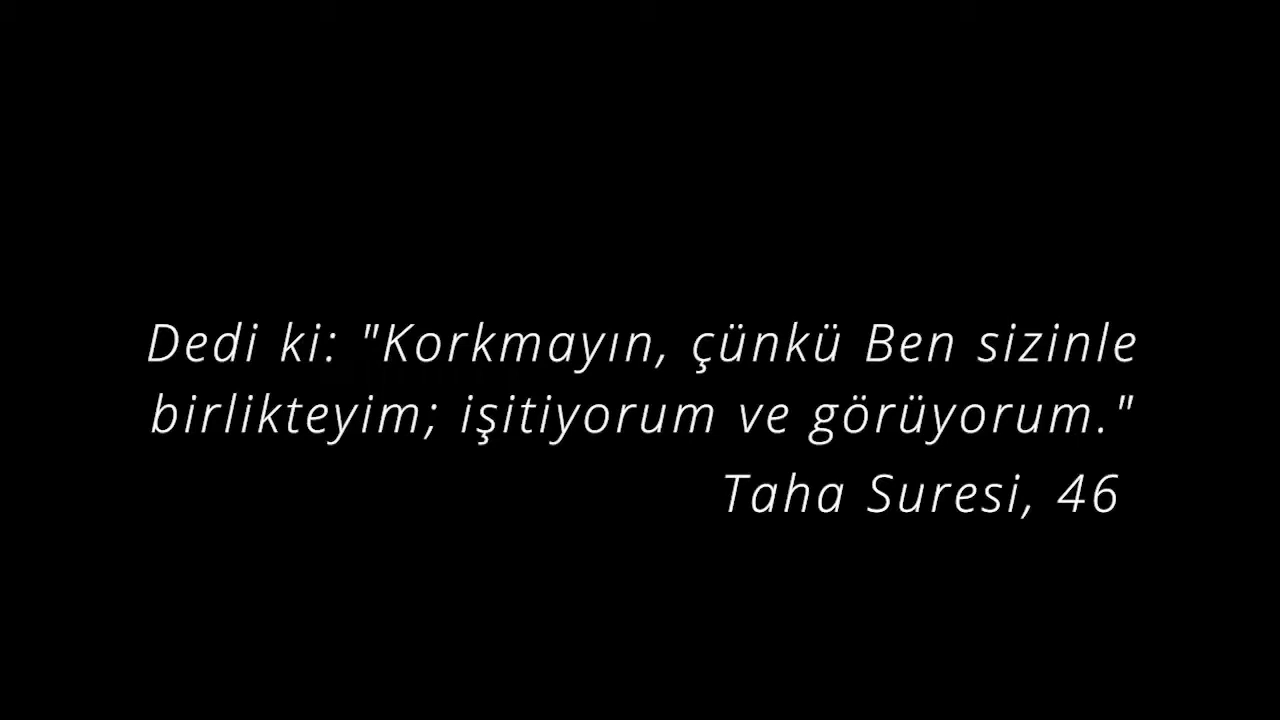 Dedi ki: "Korkmayın, çünkü Ben sizinle
birlikteyim; işitiyorum ve görüyorum."
Taha Suresi, 46